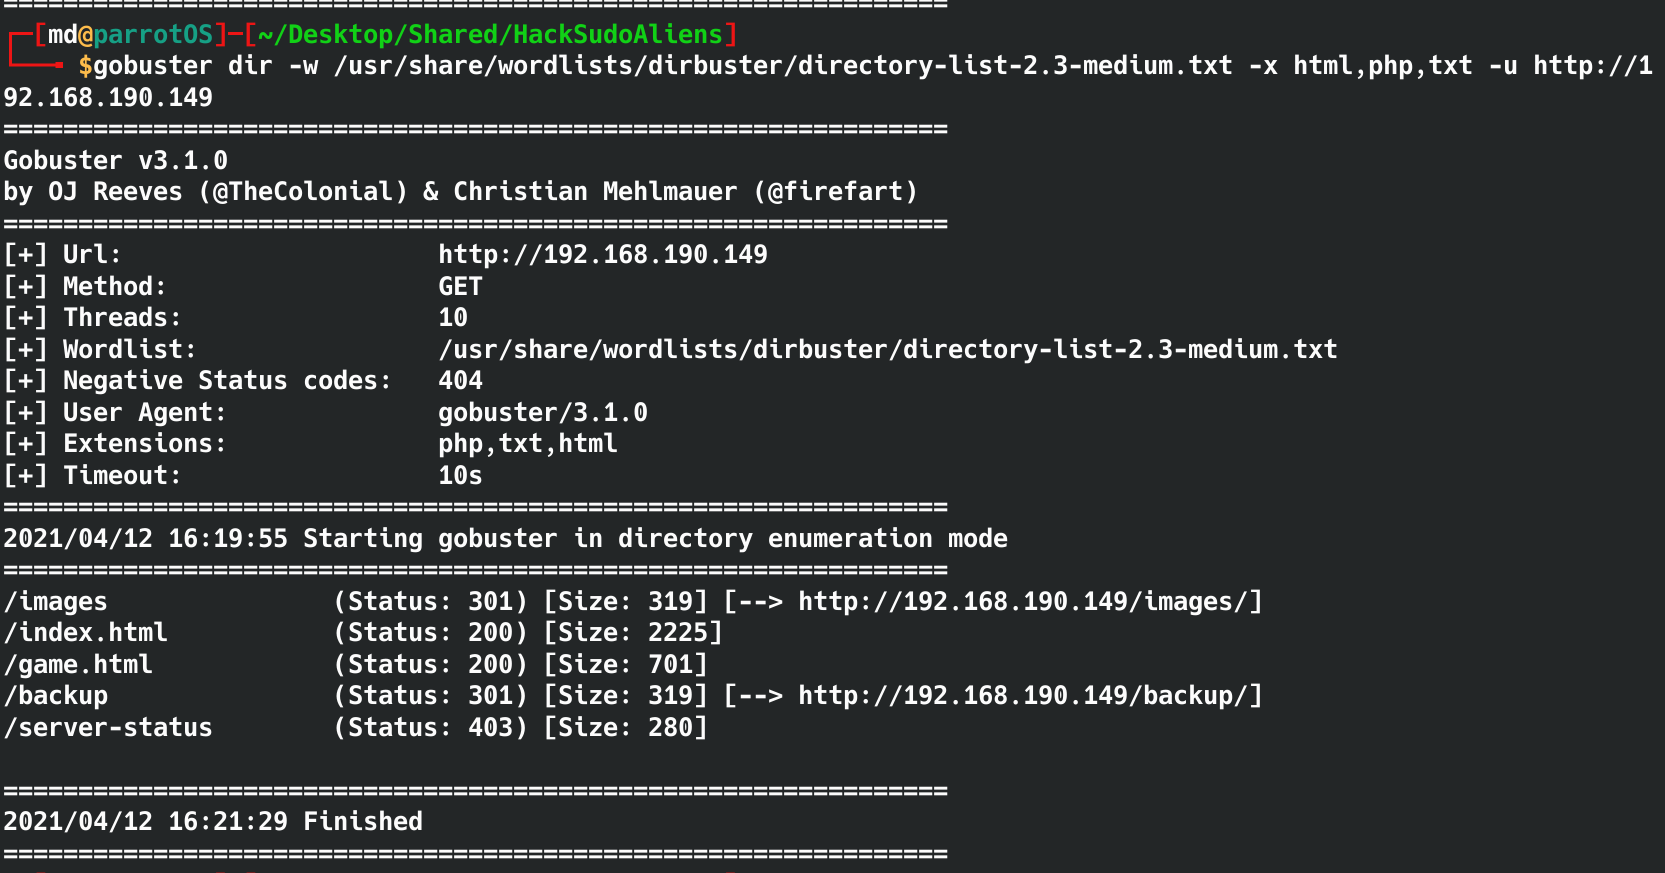 ===============================================================
┌─[md@parrotOS]─[~/Desktop/Shared/HackSudoAliens]
└──╼ $gobuster dir -w /usr/share/wordlists/dirbuster/directory-list-2.3-medium.txt -x html,php,txt -u http://1
92.168.190.149
===============================================================
Gobuster v3.1.0
by OJ Reeves (@TheColonial) & Christian Mehlmauer (@firefart)
===============================================================
[+] Url:                     http://192.168.190.149
[+] Method:                  GET
[+] Threads:                 10
[+] Wordlist:                /usr/share/wordlists/dirbuster/directory-list-2.3-medium.txt
[+] Negative Status codes:   404
[+] User Agent:              gobuster/3.1.0
[+] Extensions:              php,txt,html
[+] Timeout:                 10s
===============================================================
2021/04/12 16:19:55 Starting gobuster in directory enumeration mode
===============================================================
/images               (Status: 301) [Size: 319] [--> http://192.168.190.149/images/]
/index.html           (Status: 200) [Size: 2225]
/game.html            (Status: 200) [Size: 701]
/backup               (Status: 301) [Size: 319] [--> http://192.168.190.149/backup/]
/server-status        (Status: 403) [Size: 280]
===============================================================
2021/04/12 16:21:29 Finished
===============================================================